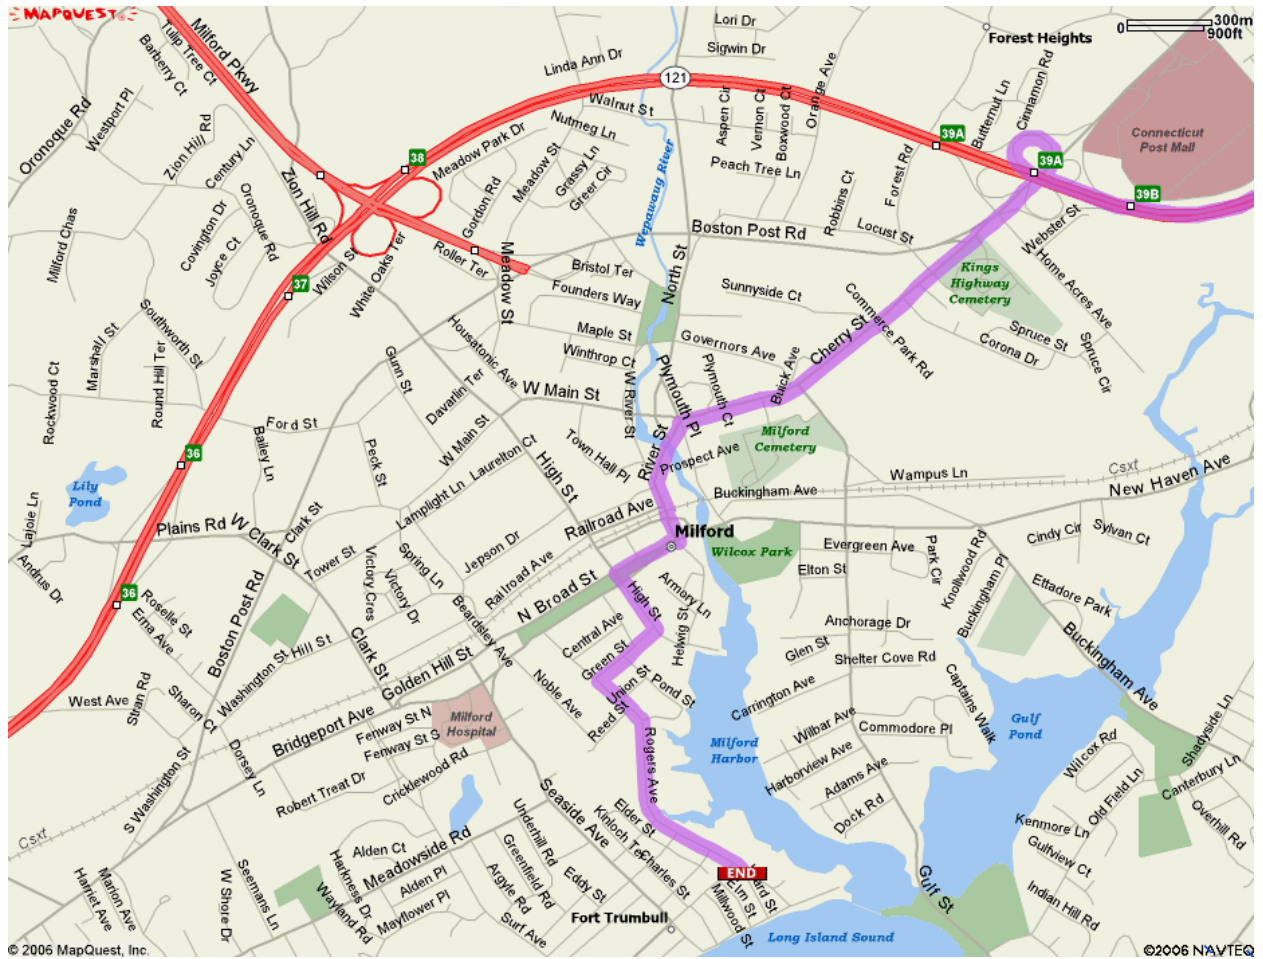 MAPQUEST
300m
900ft
0
Milford Pkwy
Tulip Tree Ct
Barberry Ct
Westport Pl
Oronoque Rd
Zion Hill Rd
Century Ln
Zion Hill Rd
Oronoque Rd
Covington Dr
Joyce Ct
Milford Chas
Linda Ann Dr
Lori Dr
Sigwin Dr
Forest Heights
121
Walnut St
Nutmeg Ln
Meadow Park Dr
38
Meadow St
Grassy Ln
Greer Cir
Gordon Rd
Wepawaug River
Aspen Cir
Vernon Ct
Boxwood Ct
Orange Ave
Peach Tree Ln
Robbins Ct
Forest Rd
39A
Butternut Ln
Cinnamon Rd
39A
39B
Connecticut
Post Mall
Locust St
Boston Post Rd
Webster St
Home Acres Ave
Kings
Highway
Cemetery
Spruce St
Corona Dr
Spruce Cir
Wilson St
White Oaks Ter
Roller Ter
Meadow St
Bristol Ter
Founders Way
North St
Sunnyside Ct
Commerce Park Rd
Cherry St
37
Southworth St
Marshall St
Round Hill Ter
Rockwood Ct
Housatonic Ave
Maple St
Winthrop Ct
Governors Ave
Gunn St
Davarlin Ter
W Main St
W River St
Plymouth Pl
Plymouth Ct
Buick Ave
Ford St
Bailey Ln
Peck St
W Main St
Laurelton Ct
Town Hall Pl
River St
Prospect Ave
Milford
Cemetery
36
Lily
Pond
Lajoie Ln
Plains Rd
W Clark St
Clark St
Lamplight Ln
High St
Railroad Ave
Buckingham Ave
Wampus Ln
Csxt
New Haven Ave
Andrus Dr
Tower St
Victory Cres
Spring Ln
Victory Dr
Jepson Dr
Railroad Ave
Milford
Wilcox Park
Evergreen Ave
Elton St
Park Cir
Knollwood Rd
Buckingham Pl
Cindy Cir
Sylvan Ct
Ettadore Park
36
Roselle St
Erna Ave
Boston Post Rd
N Broad St
Beardsley Ave
High St
Armory Ln
Helwig St
Central Ave
Green St
Anchorage Dr
Glen St
Shelter Cove Rd
Buckingham Ave
Hill St
Washington St
Clark St
Golden Hill St
Noble Ave
Union St
Pond St
Reed St
Carrington Ave
Captains Walk
West Ave
Stran Rd
Sharon Ct
Bridgeport Ave
Fenway St N
Fenway St S
Milford
Hospital
Rogers Ave
Milford
Harbor
Wilbar Ave
Commodore Pl
Gulf
Pond
Shadyside Ln
Wilcox Rd
Canterbury Ln
Harborview Ave
Adams Ave
Dock Rd
Old Field Ln
Overhill Rd
S Washington St
Dorsey Ln
Robert Treat Dr
Cricklewood Rd
Seaside Ave
Elder St
Kinloch Ter
Charles St
Kenmore Ln
Gulfview Ct
Indian Hill Rd
Csxt
Meadowside Rd
Underhill Rd
Greenfield Rd
Argyle Rd
Eddy St
Surf Ave
Alden Ct
Alden Pl
Mayflower Pl
Harkness Dr
Wayland Rd
Seemans Ln
W Shore Dr
Marion Ave
Harriet Ave
END
Elm St
Millwood St
Fort Trumbull
Gulf St
Long Island Sound
© 2006 MapQuest, Inc.
©2006 NAVTEQ